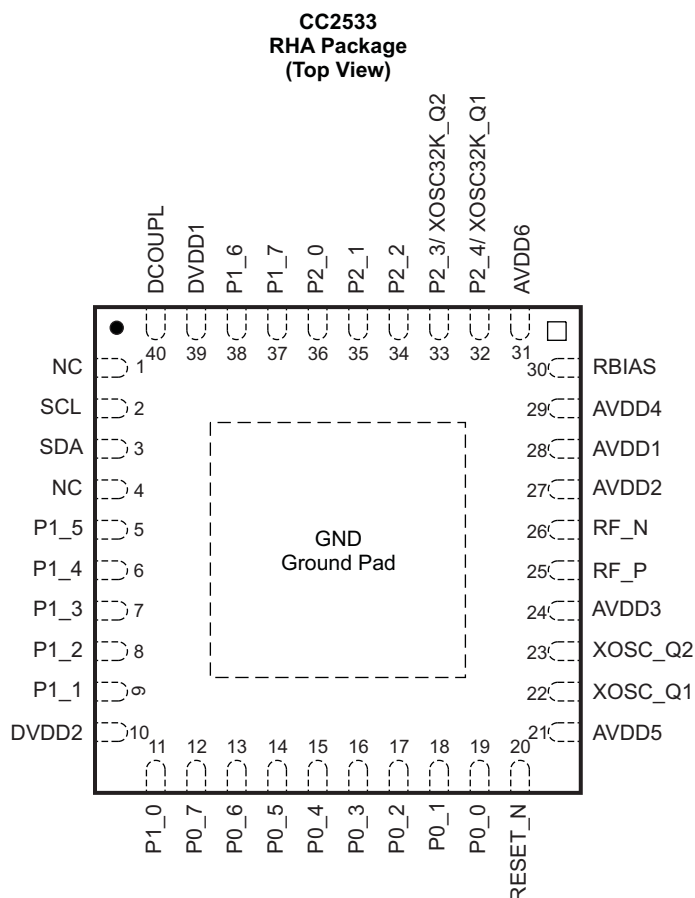 CC2533
RHA Package
(Top View)
DCOUPL
DVDD1
P1_6
P1_7
P2_0
P2_1
P2_2
P2_3/ XOSC32K_Q2
P2_4/ XOSC32K_Q1
AVDD6
40 39 38 37 36 35 34 33 32 31
NC 1
SCL 2
SDA 3
NC 4
P1_5 5
P1_4 6
P1_3 7
P1_2 8
P1_1 9
DVDD2 10
GND
Ground Pad
30 RBIAS
29 AVDD4
28 AVDD1
27 AVDD2
26 RF_N
25 RF_P
24 AVDD3
23 XOSC_Q2
22 XOSC_Q1
21 AVDD5
11 12 13 14 15 16 17 18 19 20
P1_0
P0_7
P0_6
P0_5
P0_4
P0_3
P0_2
P0_1
P0_0
RESET_N